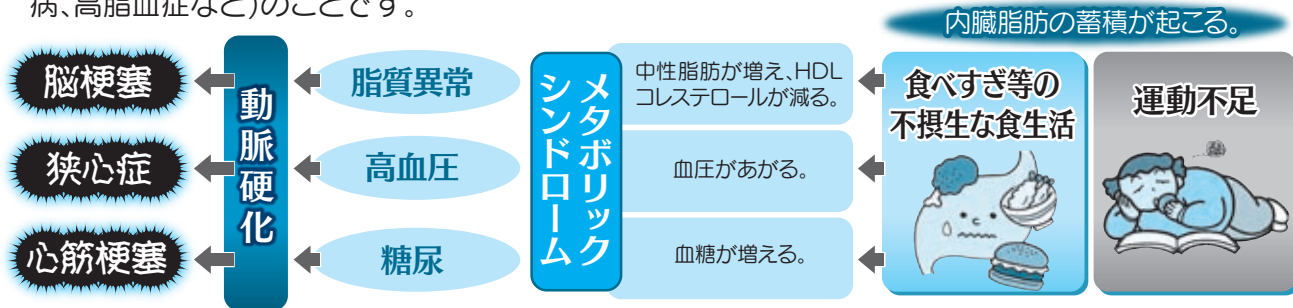 病、高脂血症など)のことです。
内臓脂肪の蓄積が起こる。
脳梗塞
狭心症
心筋梗塞
動脈硬化
脂質異常
高血圧
糖尿
メタボリック
シンドローム
中性脂肪が増え、HDL
コレステロールが減る。
血圧があがる。
血糖が増える。
食べすぎ等の
不摂生な食生活
運動不足